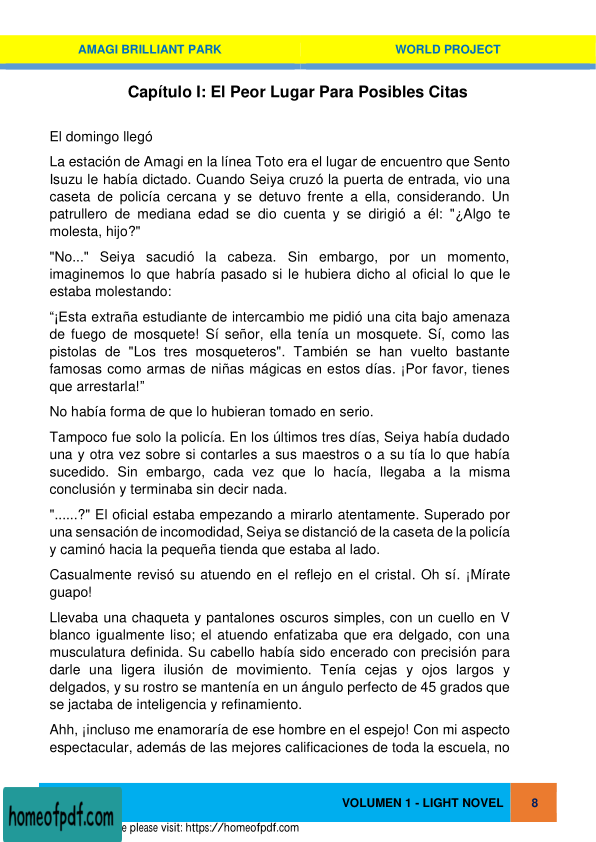 AMAGI BRILLIANT PARK WORLD PROJECT
Capítulo I: El Peor Lugar Para Posibles Citas
El domingo llegó
La estación de Amagi en la línea Toto era el lugar de encuentro que Sento
Isuzu le había dictado. Cuando Seiya cruzó la puerta de entrada, vio una
caseta de policía cercana y se detuvo frente a ella, considerando. Un
patrullero de mediana edad se dio cuenta y se dirigió a él: "¿Algo te
molesta, hijo?"
"No..." Seiya sacudió la cabeza. Sin embargo, por un momento,
imaginemos lo que habría pasado si le hubiera dicho al oficial lo que le
estaba molestando:
“¡Esta extraña estudiante de intercambio me pidió una cita bajo amenaza
de fuego de mosquete! Sí señor, ella tenía un mosquete. Sí, como las
pistolas de "Los tres mosqueteros". También se han vuelto bastante
famosas como armas de niñas mágicas en estos días. ¡Por favor, tienes
que arrestarla!”
No había forma de que lo hubieran tomado en serio.
Tampoco fue solo la policía. En los últimos tres días, Seiya había dudado
una y otra vez sobre si contarles a sus maestros o a su tía lo que había
sucedido. Sin embargo, cada vez que lo hacía, llegaba a la misma
conclusión y terminaba sin decir nada.
"......?" El oficial estaba empezando a mirarlo atentamente. Superado por
una sensación de incomodidad, Seiya se distanció de la caseta de la policía
y caminó hacia la pequeña tienda que estaba al lado.
Casualmente revisó su atuendo en el reflejo en el cristal. Oh sí. ¡Mírate
guapo!
Llevaba una chaqueta y pantalones oscuros simples, con un cuello en V
blanco igualmente liso; el atuendo enfatizaba que era delgado, con una
musculatura definida. Su cabello había sido encerado con precisión para
darle una ligera ilusión de movimiento. Tenía cejas y ojos largos y
delgados, y su rostro se mantenía en un ángulo perfecto de 45 grados que
se jactaba de inteligencia y refinamiento.
Ahh, ¡incluso me enamoraría de ese hombre en el espejo! Con mi aspecto
espectacular, además de las mejores calificaciones de toda la escuela, no
VOLUMEN 1 - LIGHT NOVEL 8
homeofpdf.com
please visit: https://homeofpdf.com